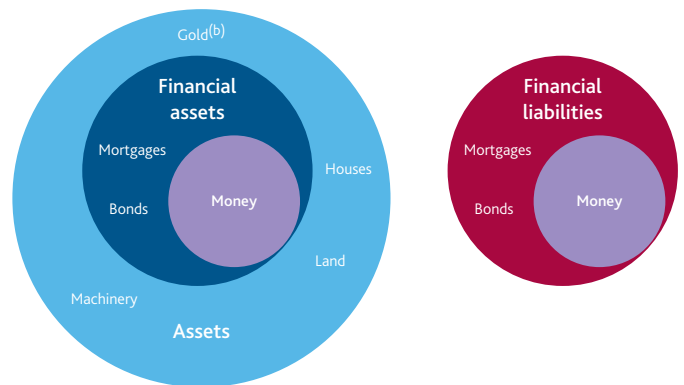 Gold(b)
Financial
assets
Mortgages
Houses
Bonds
Money
Land
Machinery
Assets
Financial
liabilities
Mortgages
Bonds
Money